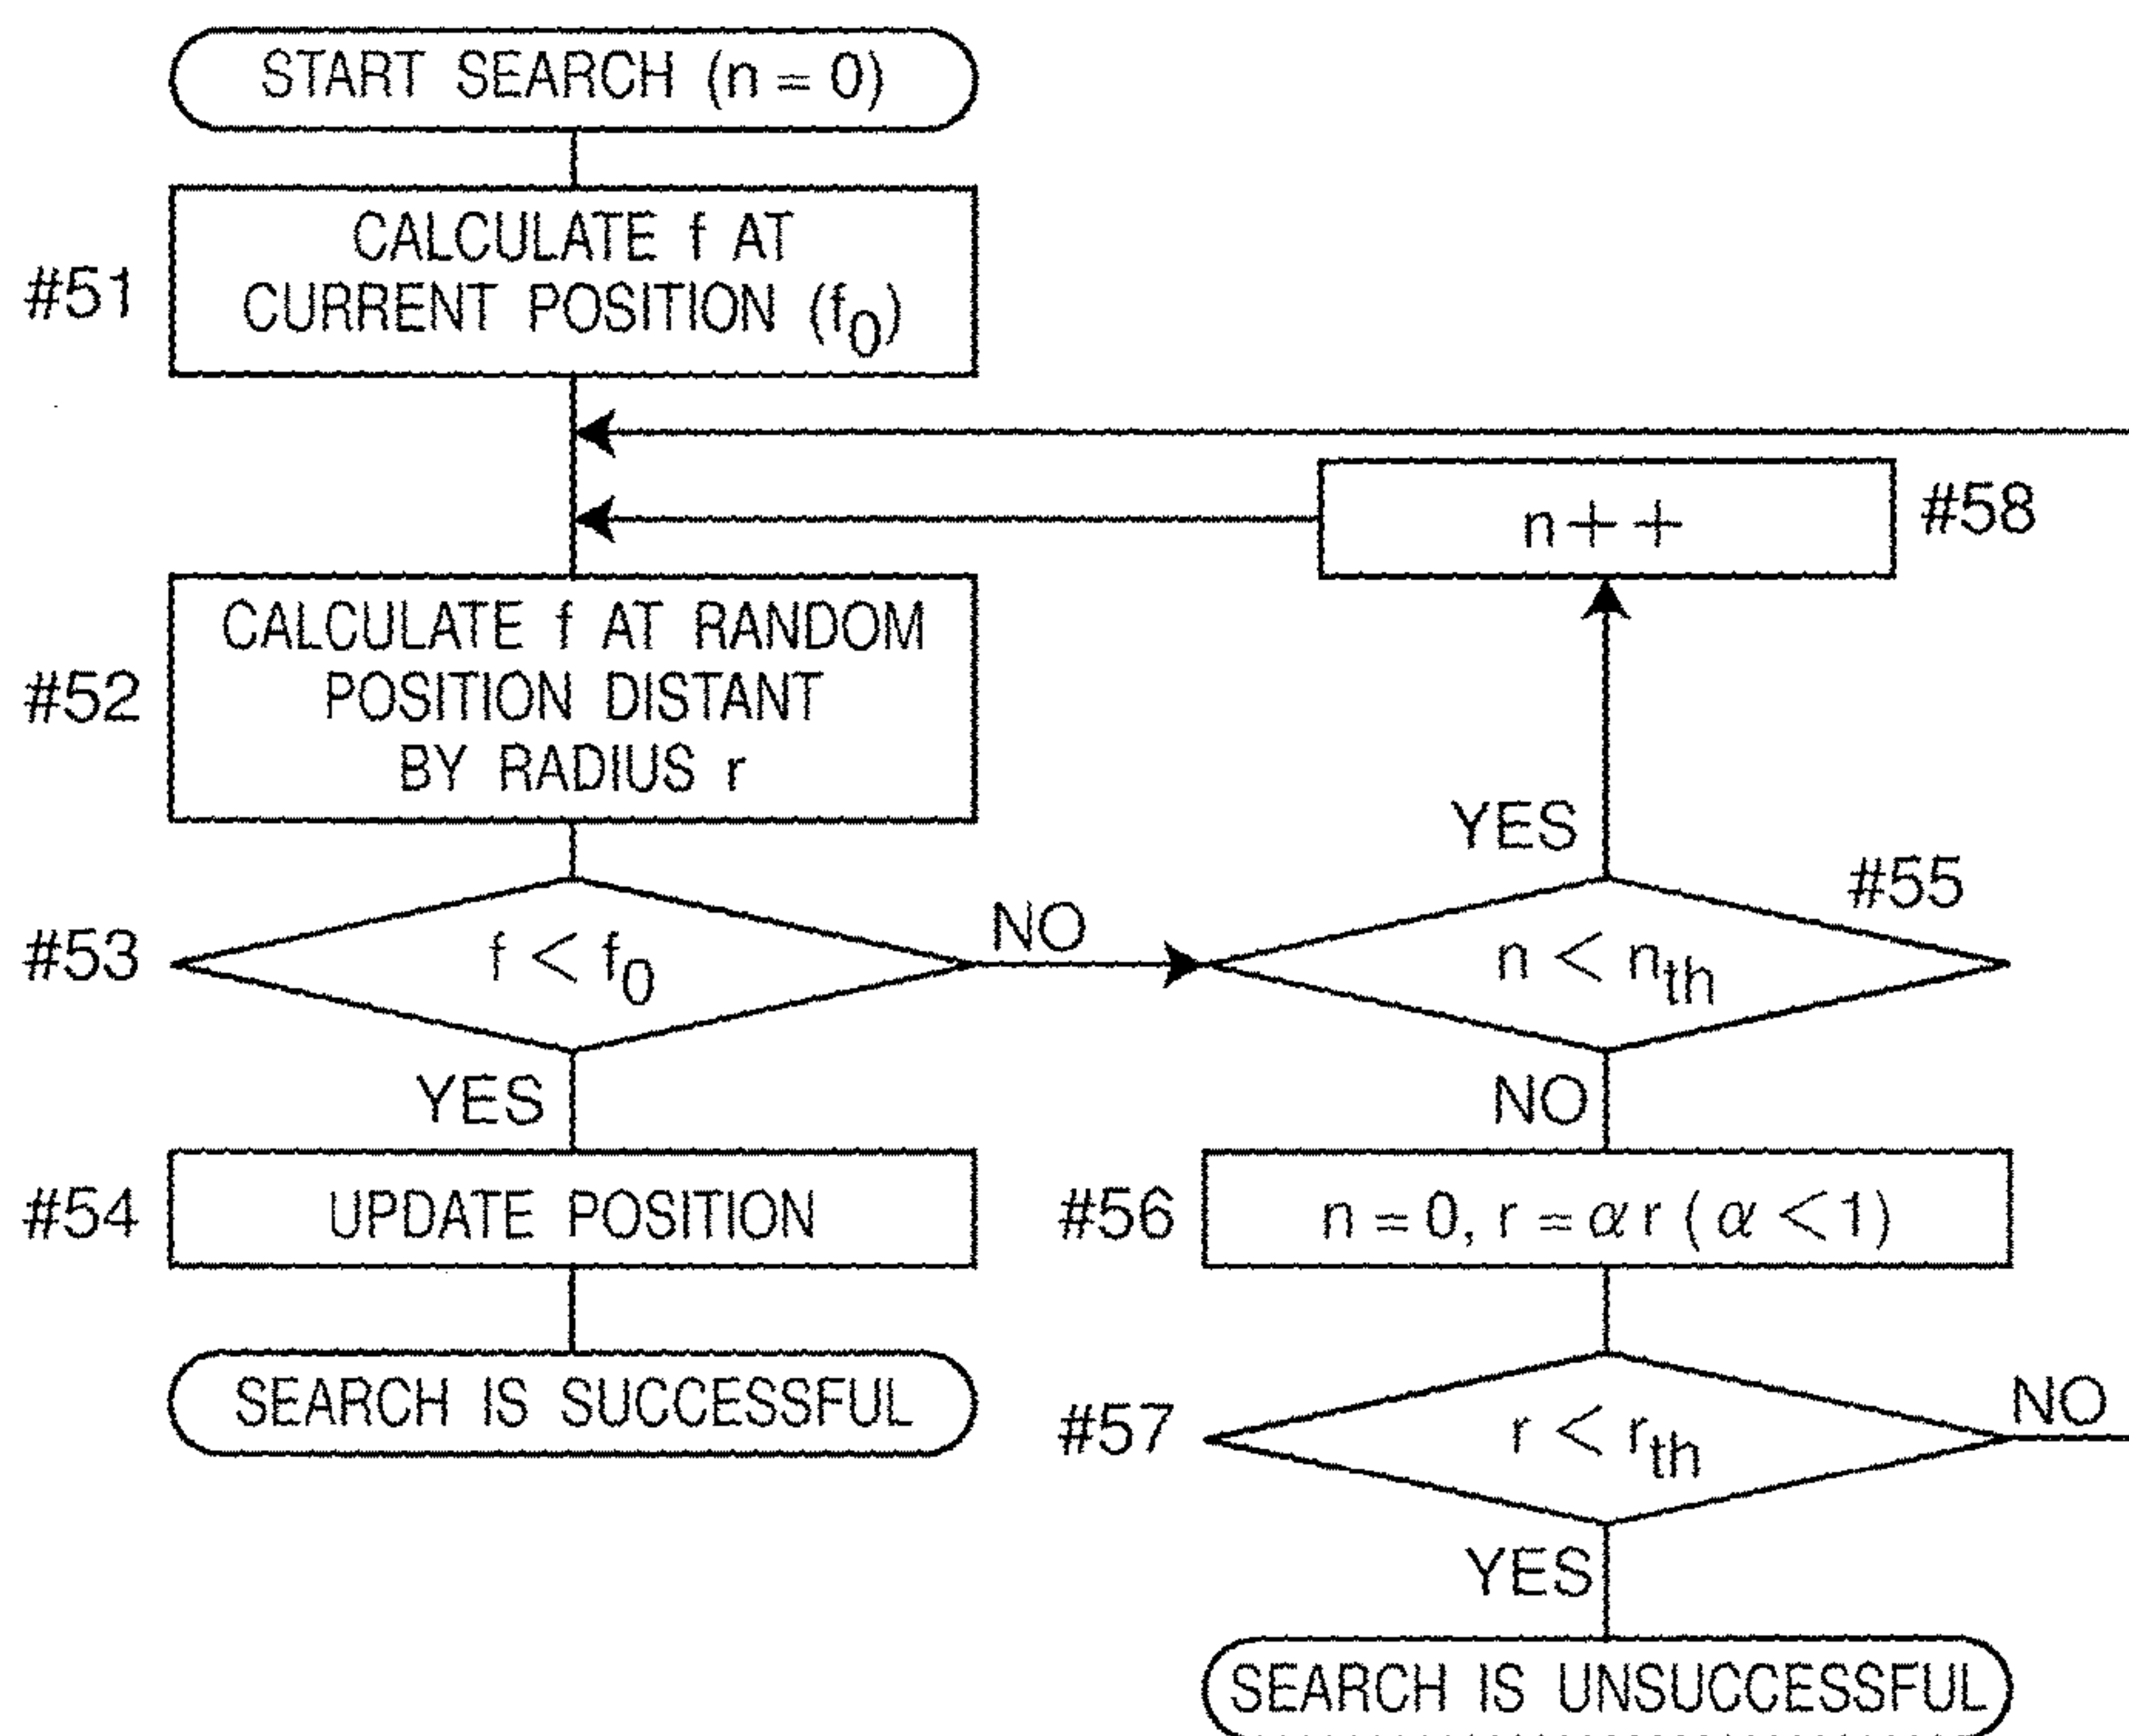 START SEARCH (n = 0)
#51
CALCULATE f AT
CURRENT POSITION (f0)
n++
#58
#52
CALCULATE f AT RANDOM
POSITION DISTANT
BY RADIUS r
YES
#55
#53
f < f0
NO
n < nth
YES
NO
#54
UPDATE POSITION
#56
n = 0, r = αr (α <1)
SEARCH IS SUCCESSFUL
#57
r < rth
NO
YES
SEARCH IS UNSUCCESSFUL